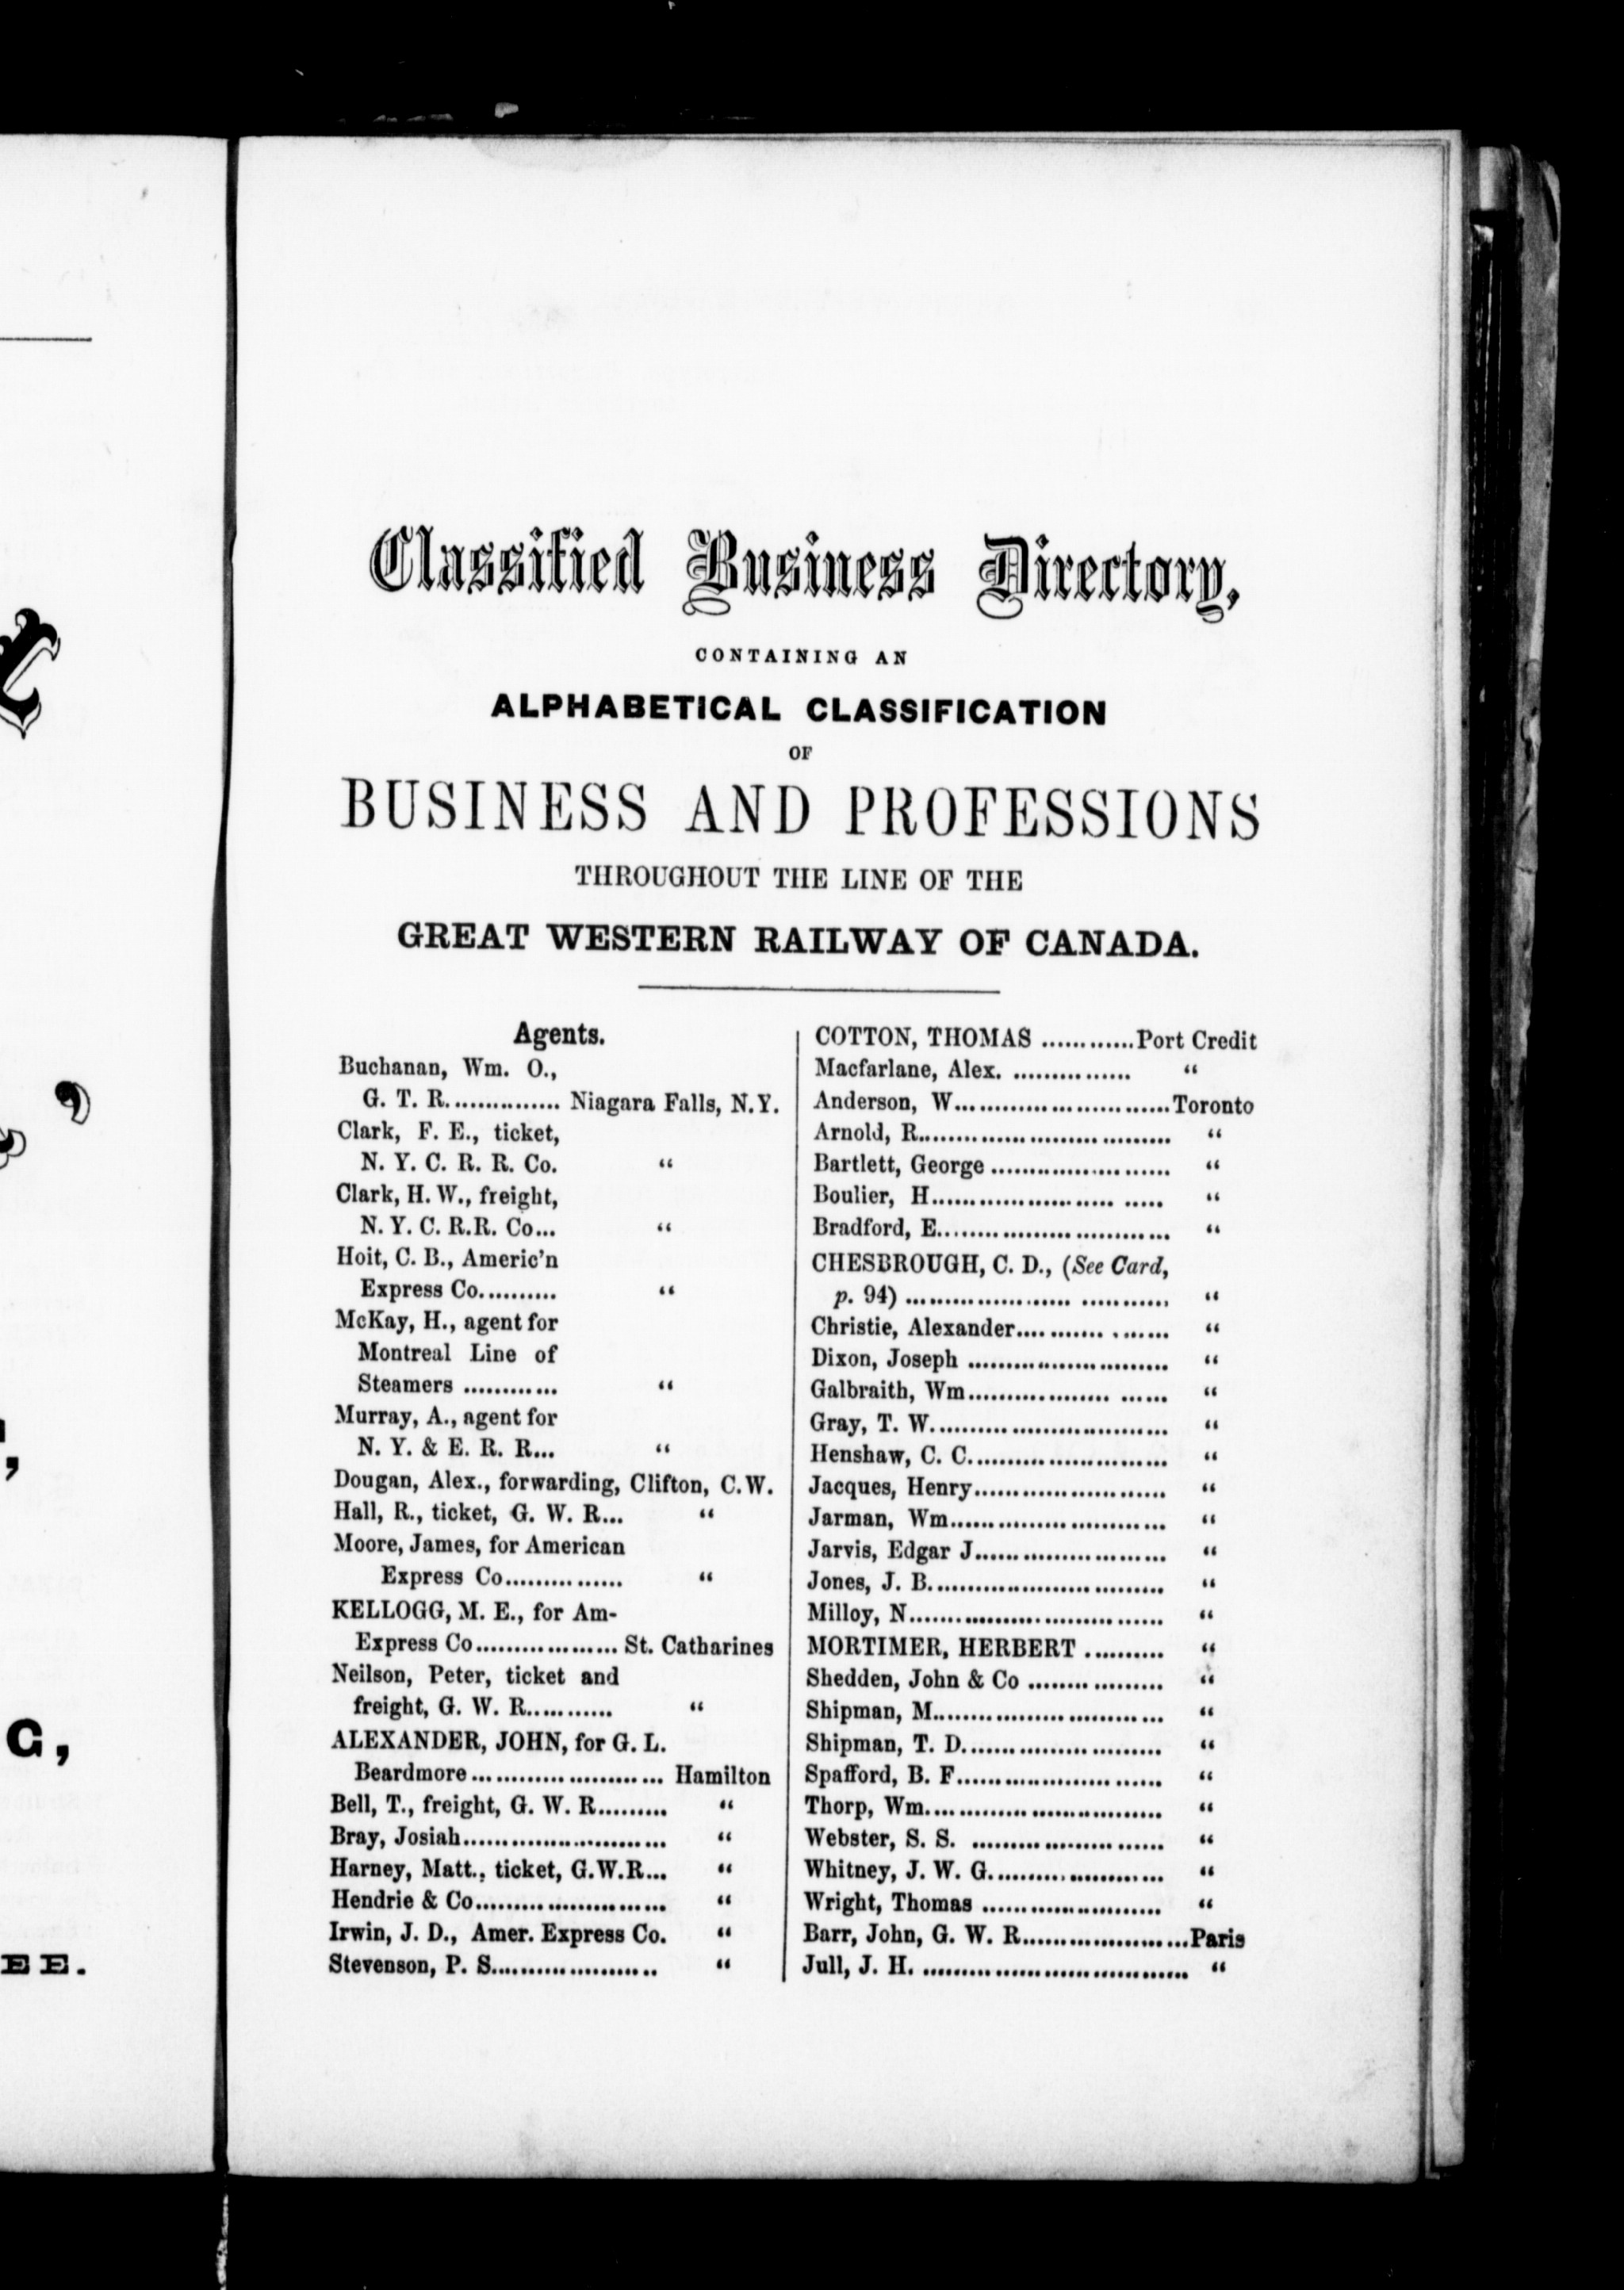 Classified Business Directory,
CONTAINING AN
ALPHABETICAL CLASSIFICATION
OF
BUSINESS AND PROFESSIONS
THROUGHOUT THE LINE OF THE
GREAT WESTERN RAILWAY OF CANADA.
Agents.
Buchanan, Wm. O.,
G. T. R.............. Niagara Falls, N.Y.
Clark, F. E., ticket,
N. Y. C. R. R. Co. “
Clark, H. W., freight,
N. Y. C. R.R. Co... “
Hoit, C. B., Americ'n
Express Co.......... “
McKay, H., agent for
Montreal Line of
Steamers ............ “
Murray, A., agent for
N. Y. & E. R. R... “
Dougan, Alex., forwarding, Clifton, C.W.
Hall, R., ticket, G. W. R... “
Moore, James, for American
Express Co............... “
KELLOGG, M. E., for Am-
Express Co.................. St. Catharines
Neilson, Peter, ticket and
freight, G. W. R........... “
ALEXANDER, JOHN, for G. L.
Beardmore ........................ Hamilton
Bell, T., freight, G. W. R......... “
Bray, Josiah.......................... “
Harney, Matt., ticket, G.W.R... “
Hendrie & Co........................ “
Irwin, J. D., Amer. Express Co. “
Stevenson, P. S..................... “
COTTON, THOMAS ............Port Credit
Macfarlane, Alex. ............... “
Anderson, W...........................Toronto
Arnold, R................................ “
Bartlett, George ....................... “
Boulier, H............................. “
Bradford, E............................. “
CHESBROUGH, C. D., (See Card,
p. 94) ................................. “
Christie, Alexander................... “
Dixon, Joseph ......................... “
Galbraith, Wm........................ “
Gray, T. W.............................. “
Henshaw, C. C......................... “
Jacques, Henry........................ “
Jarman, Wm........................... “
Jarvis, Edgar J........................ “
Jones, J. B............................. “
Milloy, N................................ “
MORTIMER, HERBERT .......... “
Shedden, John & Co ................. “
Shipman, M............................. “
Shipman, T. D......................... “
Spafford, B. F.......................... “
Thorp, Wm.............................. “
Webster, S. S. ........................ “
Whitney, J. W. G..................... “
Wright, Thomas ...................... “
Barr, John, G. W. R.....................Paris
Jull, J. H. ................................. “
G,
EE.